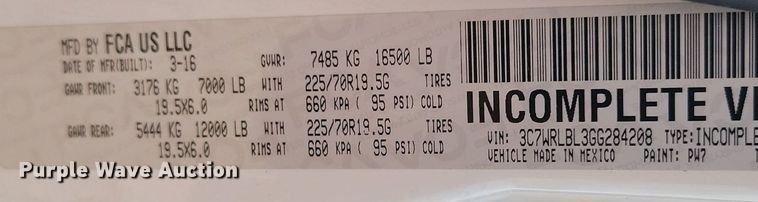 MFD BY FCA US LLC
DATE OF MFR(BUILT): 3-16 GVWR: 7485 KG 16500 LB
GAWR FRONT: 3176 KG 7000 LB WITH 225/70R19.5G TIRES
19.5X6.0 RIMS AT 660 KPA ( 95 PSI) COLD
GAWR REAR: 5444 KG 12000 LB WITH 225/70R19.5G TIRES
19.5X6.0 RIMS AT 660 KPA ( 95 PSI) COLD
INCOMPLETE VE
VIN: 3C7WRLBL3GG284208 TYPE:INCOMPLE
VEHICLE MADE IN MEXICO PAINT: PW7
Purple Wave Auction